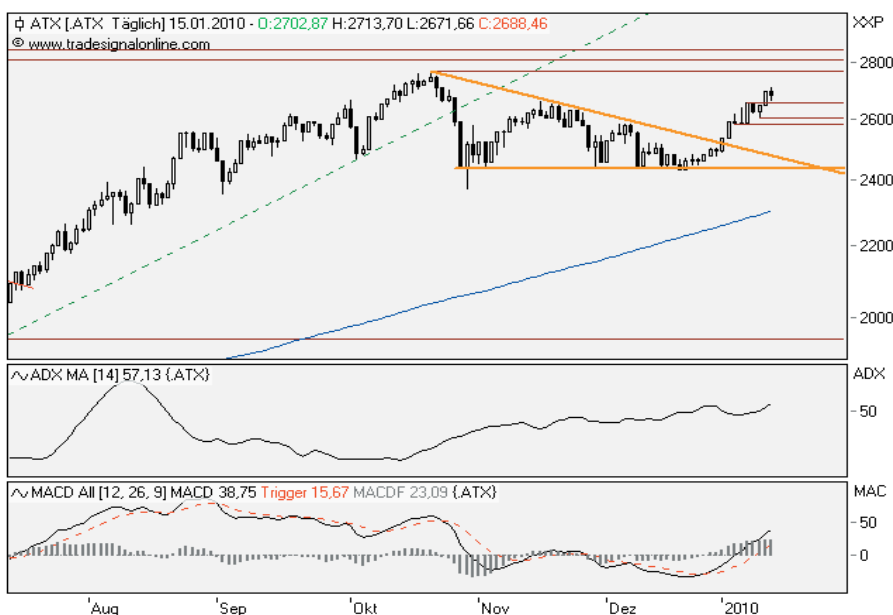 ATX [.ATX Täglich] 15.01.2010 - O:2702,87 H:2713,70 L:2671,66 C:2688,46
© www.tradesignalonline.com
XXP
2800
2600
2400
2200
2000
ADX MA [14] 57,13 {.ATX}
ADX
50
MACD All [12, 26, 9] MACD 38,75 Trigger 15,67 MACDF 23,09 {.ATX}
MAC
50
0
Aug Sep Okt Nov Dez 2010